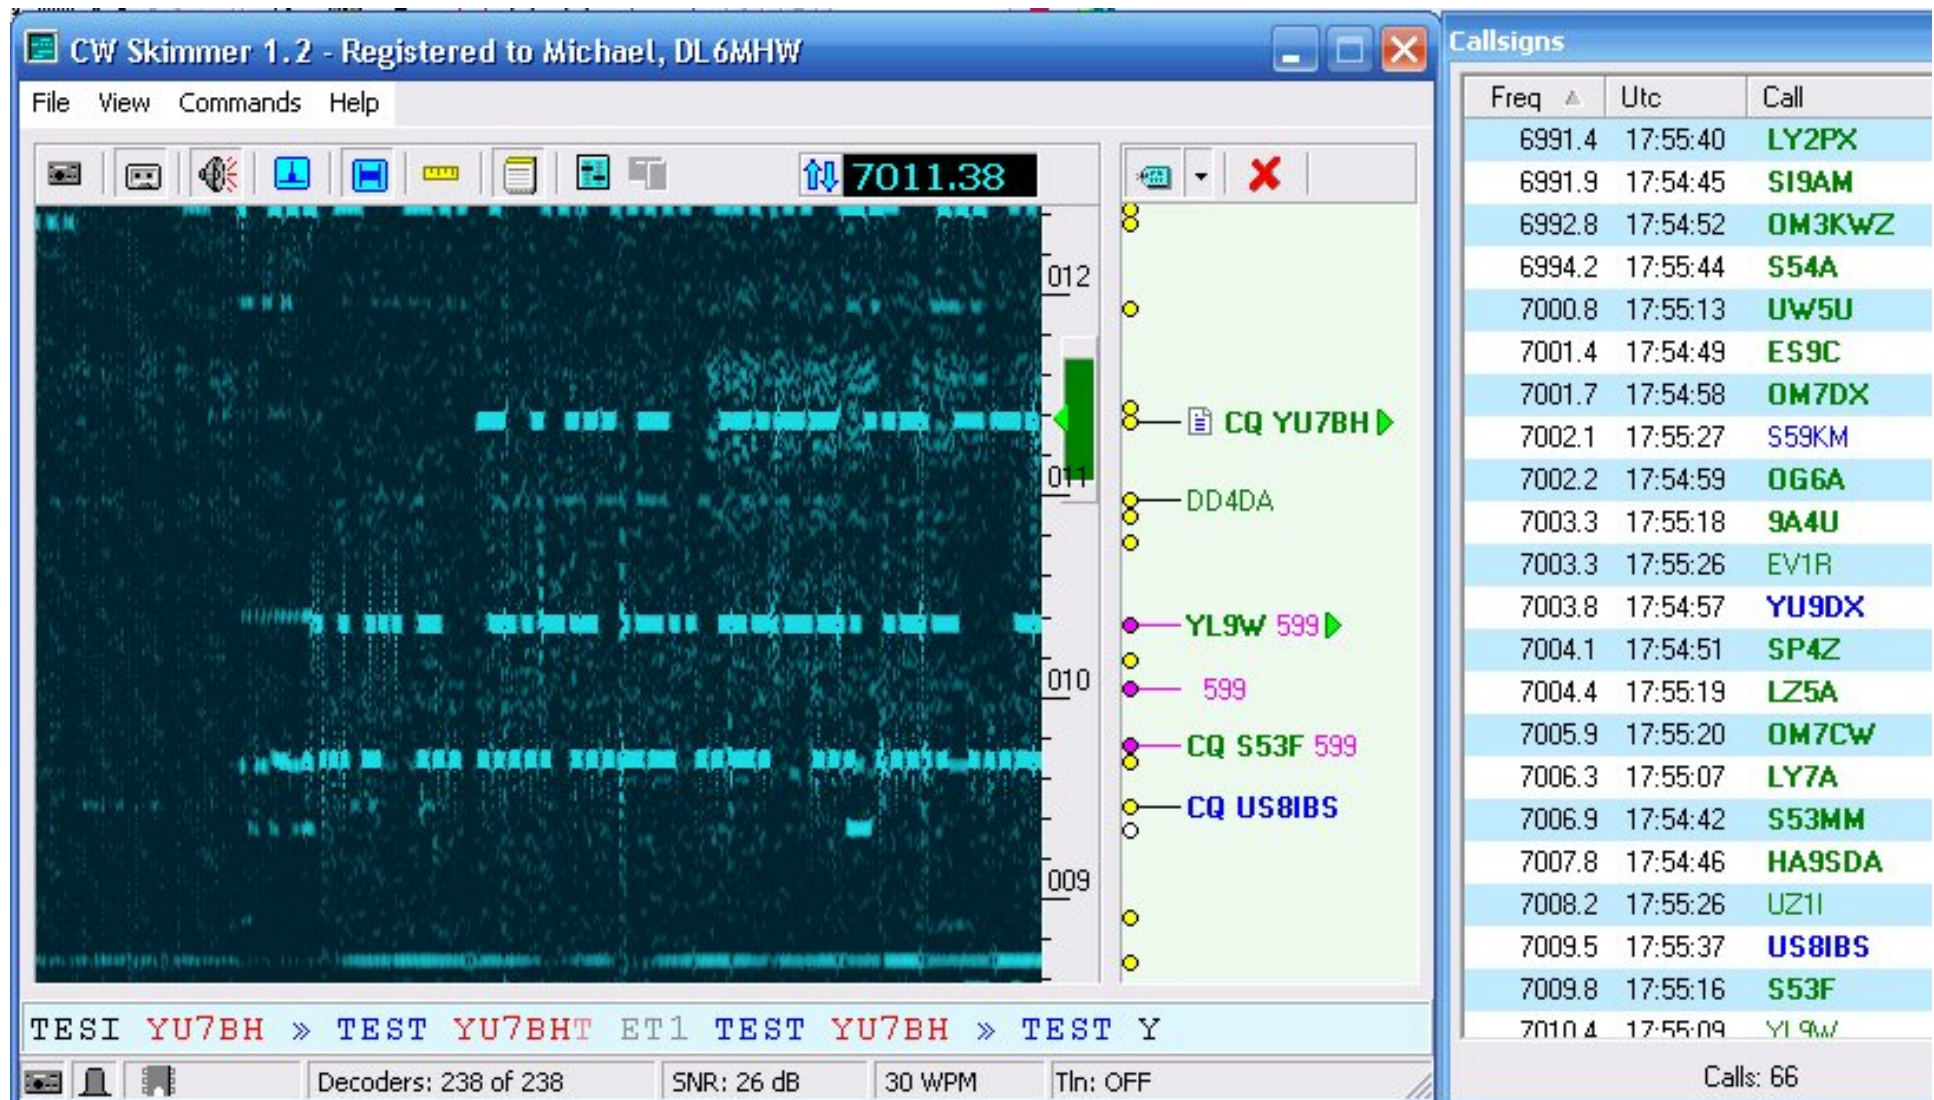 CW Skimmer 1.2 - Registered to Michael, DL6MHW
File View Commands Help
7011.38
012
011
010
009
CQ YU7BH
DD4DA
YL9W 599
599
CQ S53F 599
CQ US8IBS
TESI YU7BH » TEST YU7BHT ET1 TEST YU7BH » TEST Y
Decoders: 238 of 238 SNR: 26 dB 30 WPM Tln: OFF
Callsigns
Freq Utc Call
6991.4 17:55:40 LY2PX
6991.9 17:54:45 SI9AM
6992.8 17:54:52 OM3KWZ
6994.2 17:55:44 S54A
7000.8 17:55:13 UW5U
7001.4 17:54:49 ES9C
7001.7 17:54:58 OM7DX
7002.1 17:55:27 S59KM
7002.2 17:54:59 OG6A
7003.3 17:55:18 9A4U
7003.3 17:55:26 EV1R
7003.8 17:54:57 YU9DX
7004.1 17:54:51 SP4Z
7004.4 17:55:19 LZ5A
7005.9 17:55:20 OM7CW
7006.3 17:55:07 LY7A
7006.9 17:54:42 S53MM
7007.8 17:54:46 HA9SDA
7008.2 17:55:26 UZ1I
7009.5 17:55:37 US8IBS
7009.8 17:55:16 S53F
7010.4 17:55:09 YL9W
Calls: 66